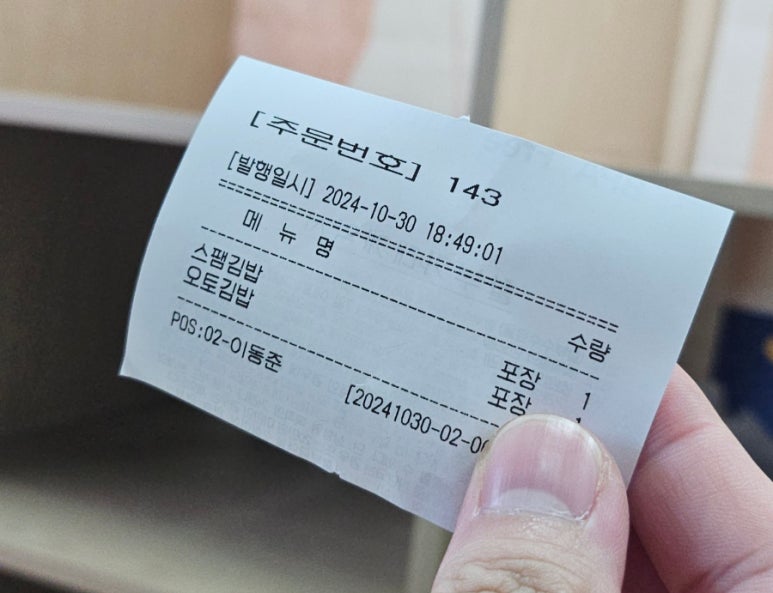 [주문번호] 143
[발행일시] 2024-10-30 18:49:01
메 뉴 명 수량
스팸김밥 포장 1
오토김밥 포장
POS:02-이동준 [20241030-02-0